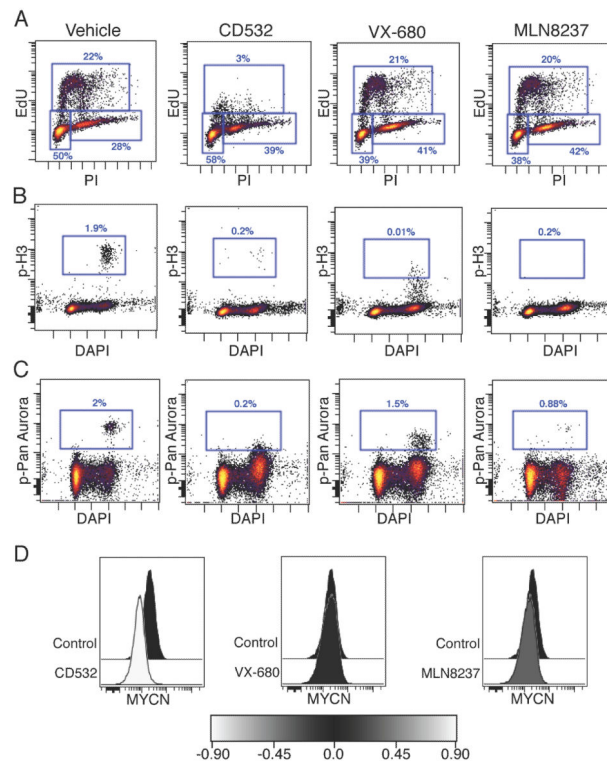 A
Vehicle CD532 VX-680 MLN8237
22% 3% 21% 20%
EdU EdU EdU EdU
50% 28% 58% 39% 39% 41% 38% 42%
PI PI PI PI
B
1.9% 0.2% 0.01% 0.2%
p-H3 p-H3 p-H3 p-H3
DAPI DAPI DAPI DAPI
C
2% 0.2% 1.5% 0.88%
p-Pan Aurora p-Pan Aurora p-Pan Aurora p-Pan Aurora
DAPI DAPI DAPI DAPI
D
Control Control Control
CD532 VX-680 MLN8237
MYCN MYCN MYCN
-0.90 -0.45 0.0 0.45 0.90